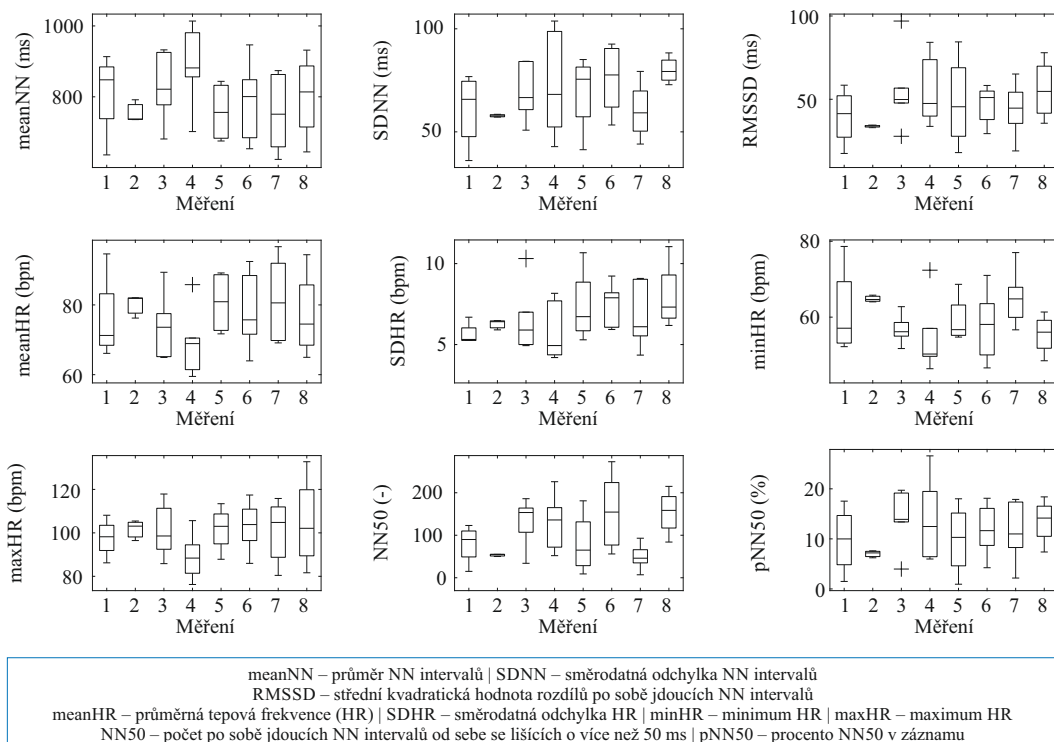 meanNN (ms)
1000
800
1 2 3 4 5 6 7 8
Měření
SDNN (ms)
100
50
1 2 3 4 5 6 7 8
Měření
RMSSD (ms)
100
50
1 2 3 4 5 6 7 8
Měření
meanHR (bpn)
80
60
1 2 3 4 5 6 7 8
Měření
SDHR (bpm)
10
5
1 2 3 4 5 6 7 8
Měření
minHR (bpm)
80
60
1 2 3 4 5 6 7 8
Měření
maxHR (bpm)
120
100
80
1 2 3 4 5 6 7 8
Měření
NN50 (-)
200
100
0
1 2 3 4 5 6 7 8
Měření
pNN50 (%)
20
10
0
1 2 3 4 5 6 7 8
Měření
meanNN – průměr NN intervalů | SDNN – směrodatná odchylka NN intervalů
RMSSD – střední kvadratická hodnota rozdílů po sobě jdoucích NN intervalů
meanHR – průměrná tepová frekvence (HR) | SDHR – směrodatná odchylka HR | minHR – minimum HR | maxHR – maximum HR
NN50 – počet po sobě jdoucích NN intervalů od sebe se lišících o více než 50 ms | pNN50 – procento NN50 v záznamu